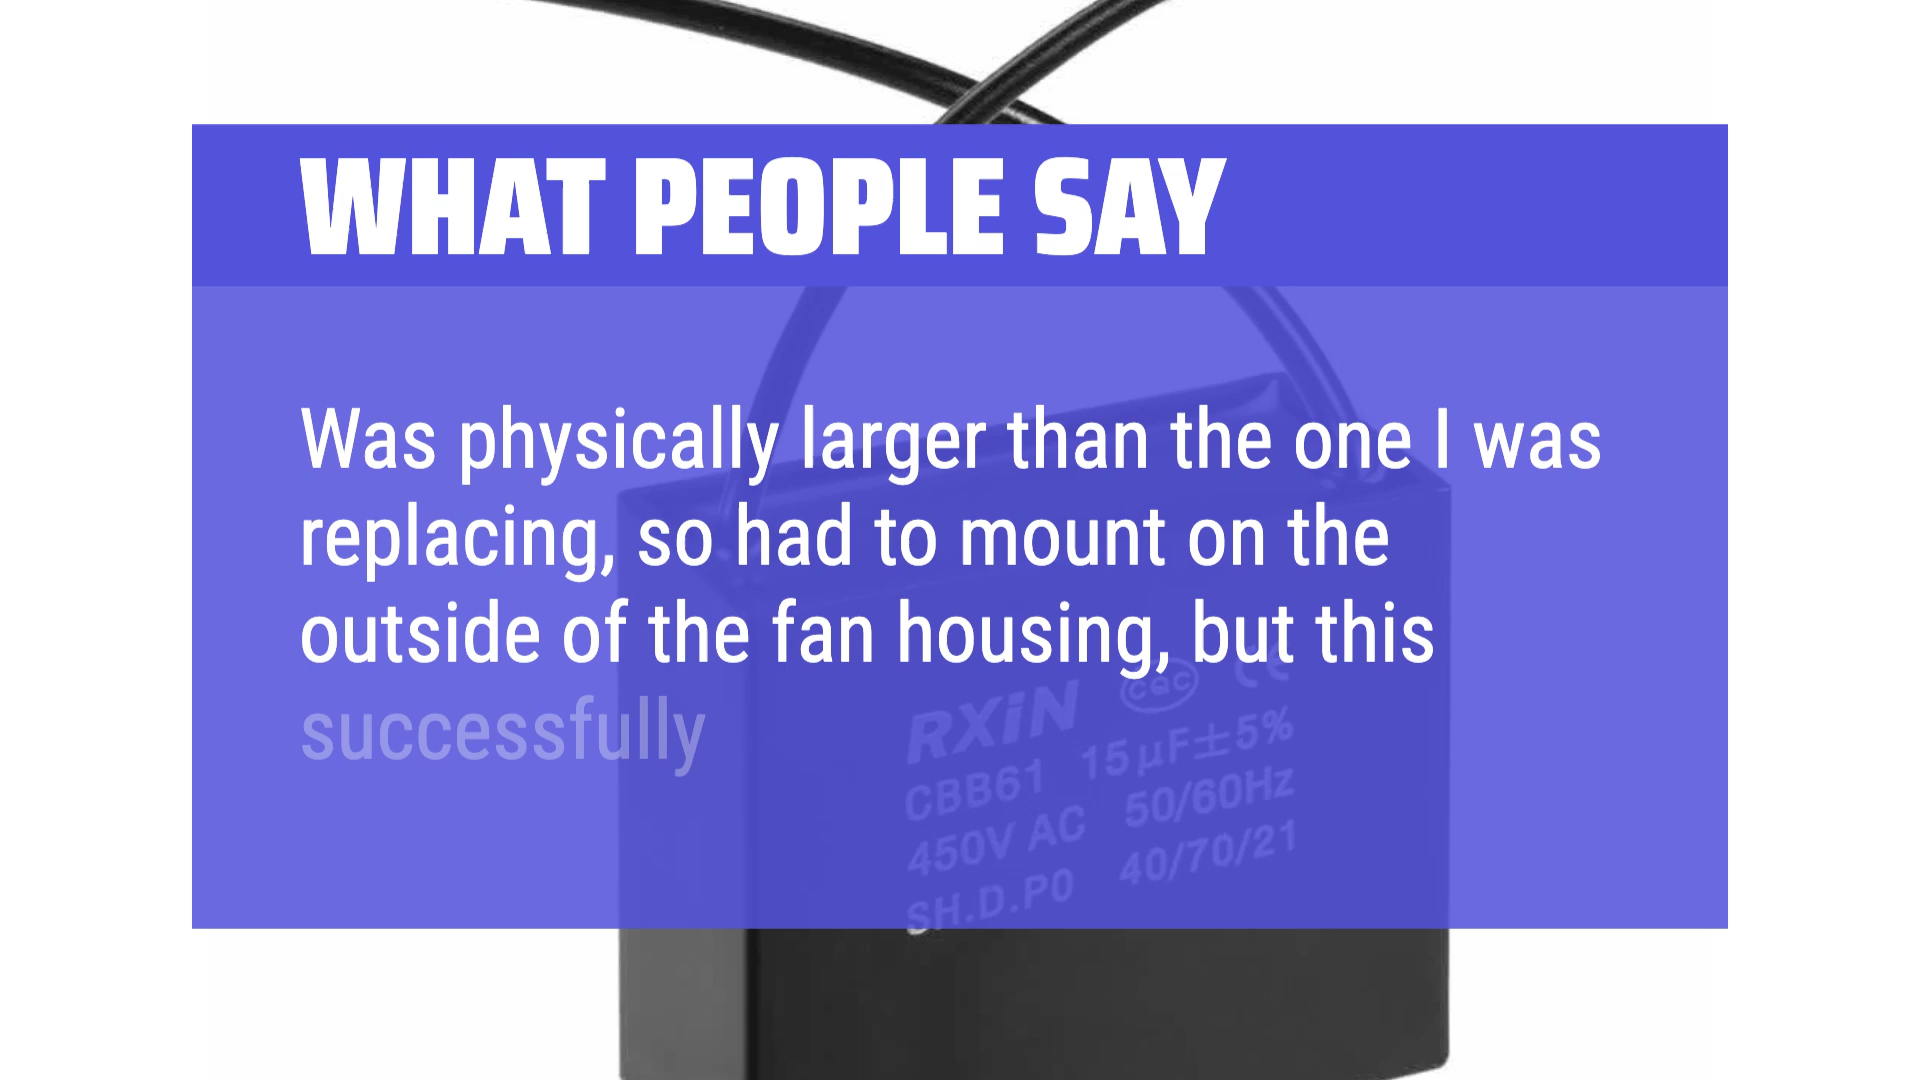 WHAT PEOPLE SAY
Was physically larger than the one I was
replacing, so had to mount on the
outside of the fan housing, but this
successfully
RXiN CQC CE
CBB61 15μF±5%
450V AC 50/60Hz
SH.D.P0 40/70/21